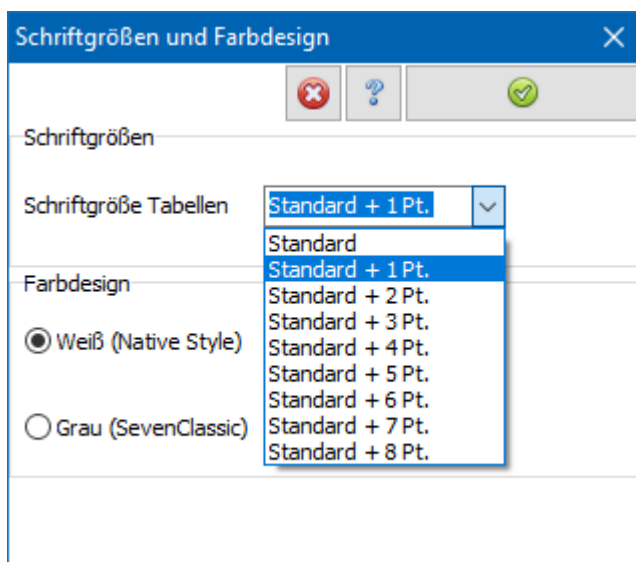 Schriftgrößen und Farbdesign
Schriftgrößen
Schriftgröße Tabellen Standard + 1 Pt.
Standard
Standard + 1 Pt.
Standard + 2 Pt.
Standard + 3 Pt.
Standard + 4 Pt.
Standard + 5 Pt.
Standard + 6 Pt.
Standard + 7 Pt.
Standard + 8 Pt.
Farbdesign
Weiß (Native Style)
Grau (SevenClassic)